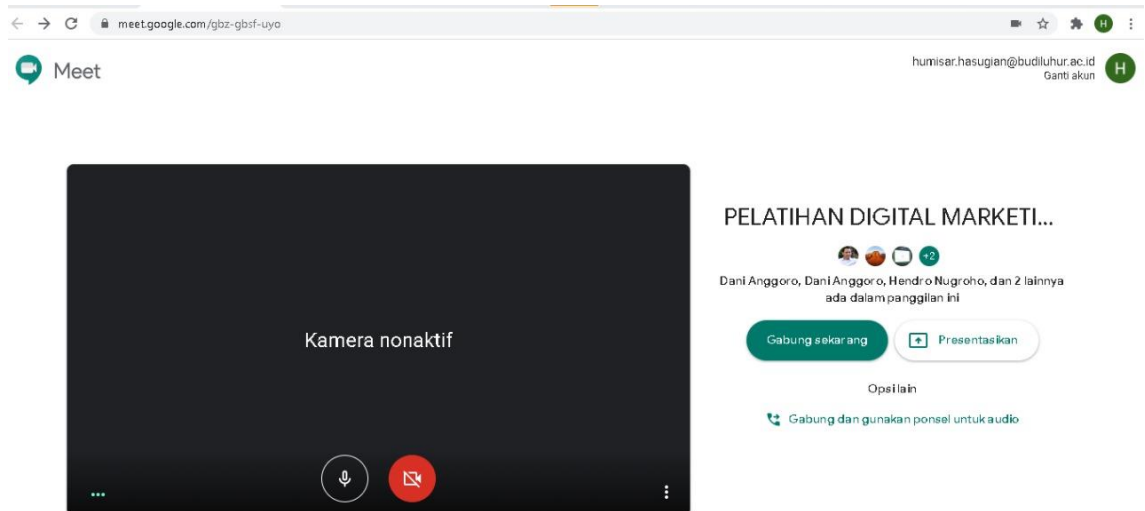 meet.google.com/gbz-gbsf-uyo
H
Meet
humisar.hasugian@budiluhur.ac.id
Ganti akun
H
PELATIHAN DIGITAL MARKETI...
+2
Dani Anggoro, Dani Anggoro, Hendro Nugroho, dan 2 lainnya
ada dalam panggilan ini
Kamera nonaktif
Gabung sekarang
Presentasikan
Opsi lain
Gabung dan gunakan ponsel untuk audio